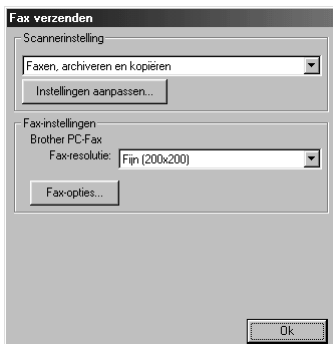 Fax verzenden
Scannerinstelling
Faxen, archiveren en kopiëren
Instellingen aanpassen...
Fax-instellingen
Brother PC-Fax
Fax-resolutie: Fijn (200x200)
Fax-opties...
Ok